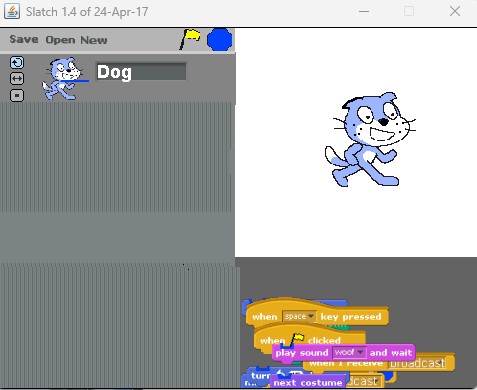 Slatch 1.4 of 24-Apr-17
Save Open New
Dog
when space key pressed
when clicked
play sound woof and wait
when I receive broadcast
turn
next costume dcast